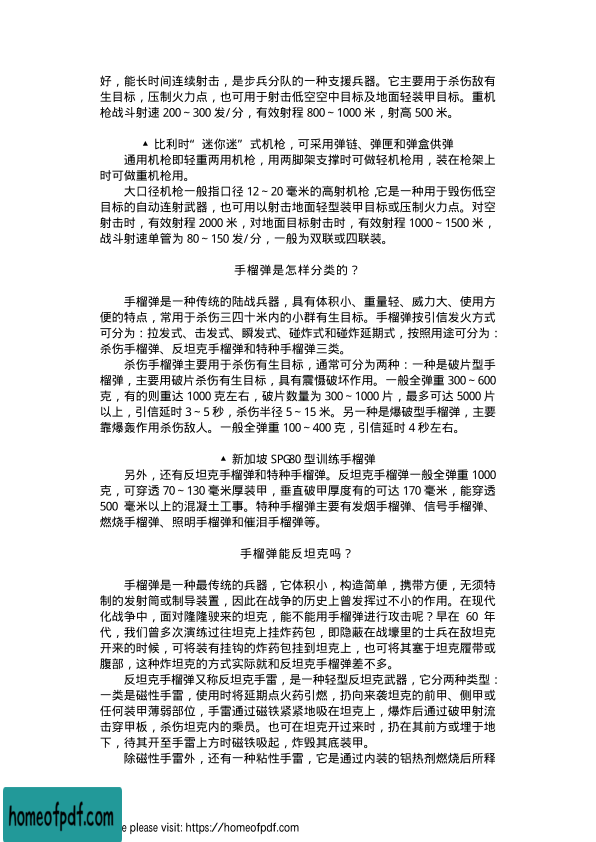 好，能长时间连续射击，是步兵分队的一种支援兵器。它主要用于杀伤敌有
生目标，压制火力点，也可用于射击低空空中目标及地面轻装甲目标。重机
枪战斗射速 200～300 发/分，有效射程 800～1000 米，射高 500 米。
▲ 比利时“迷你迷”式机枪，可采用弹链、弹匣和弹盒供弹
通用机枪即轻重两用机枪，用两脚架支撑时可做轻机枪用，装在枪架上
时可做重机枪用。
大口径机枪一般指口径 12～20 毫米的高射机枪，它是一种用于毁伤低空
目标的自动连射武器，也可用以射击地面轻型装甲目标或压制火力点。对空
射击时，有效射程 2000 米，对地面目标射击时，有效射程 1000～1500 米，
战斗射速单管为 80～150 发/分，一般为双联或四联装。
手榴弹是怎样分类的？
手榴弹是一种传统的陆战兵器，具有体积小、重量轻、威力大、使用方
便的特点，常用于杀伤三四十米内的小群有生目标。手榴弹按引信发火方式
可分为：拉发式、击发式、瞬发式、碰炸式和碰炸延期式，按照用途可分为：
杀伤手榴弹、反坦克手榴弹和特种手榴弹三类。
杀伤手榴弹主要用于杀伤有生目标，通常可分为两种：一种是破片型手
榴弹，主要用破片杀伤有生目标，具有震慑破坏作用。一般全弹重 300～600
克，有的则重达 1000 克左右，破片数量为 300～1000 片，最多可达 5000 片
以上，引信延时 3～5 秒，杀伤半径 5～15 米。另一种是爆破型手榴弹，主要
靠爆轰作用杀伤敌人。一般全弹重 100～400 克，引信延时 4 秒左右。
▲ 新加坡 SPG80 型训练手榴弹
另外，还有反坦克手榴弹和特种手榴弹。反坦克手榴弹一般全弹重 1000
克，可穿透 70～130 毫米厚装甲，垂直破甲厚度有的可达 170 毫米，能穿透
500 毫米以上的混凝土工事。特种手榴弹主要有发烟手榴弹、信号手榴弹、
燃烧手榴弹、照明手榴弹和催泪手榴弹等。
手榴弹能反坦克吗？
手榴弹是一种最传统的兵器，它体积小，构造简单，携带方便，无须特
制的发射筒或制导装置，因此在战争的历史上曾发挥过不小的作用。在现代
化战争中，面对隆隆驶来的坦克，能不能用手榴弹进行攻击呢？早在 60 年
代，我们曾多次演练过往坦克上挂炸药包，即隐蔽在战壕里的士兵在敌坦克
开来的时候，可将装有挂钩的炸药包挂到坦克上，也可将其塞于坦克履带或
腹部，这种炸坦克的方式实际就和反坦克手榴弹差不多。
反坦克手榴弹又称反坦克手雷，是一种轻型反坦克武器，它分两种类型：
一类是磁性手雷，使用时将延期点火药引燃，扔向来袭坦克的前甲、侧甲或
任何装甲薄弱部位，手雷通过磁铁紧紧地吸在坦克上，爆炸后通过破甲射流
击穿甲板，杀伤坦克内的乘员。也可在坦克开过来时，扔在其前方或埋于地
下，待其开至手雷上方时磁铁吸起，炸毁其底装甲。
除磁性手雷外，还有一种粘性手雷，它是通过内装的铝热剂燃烧后所释
homeofpdf.com
e please visit: https://homeofpdf.com